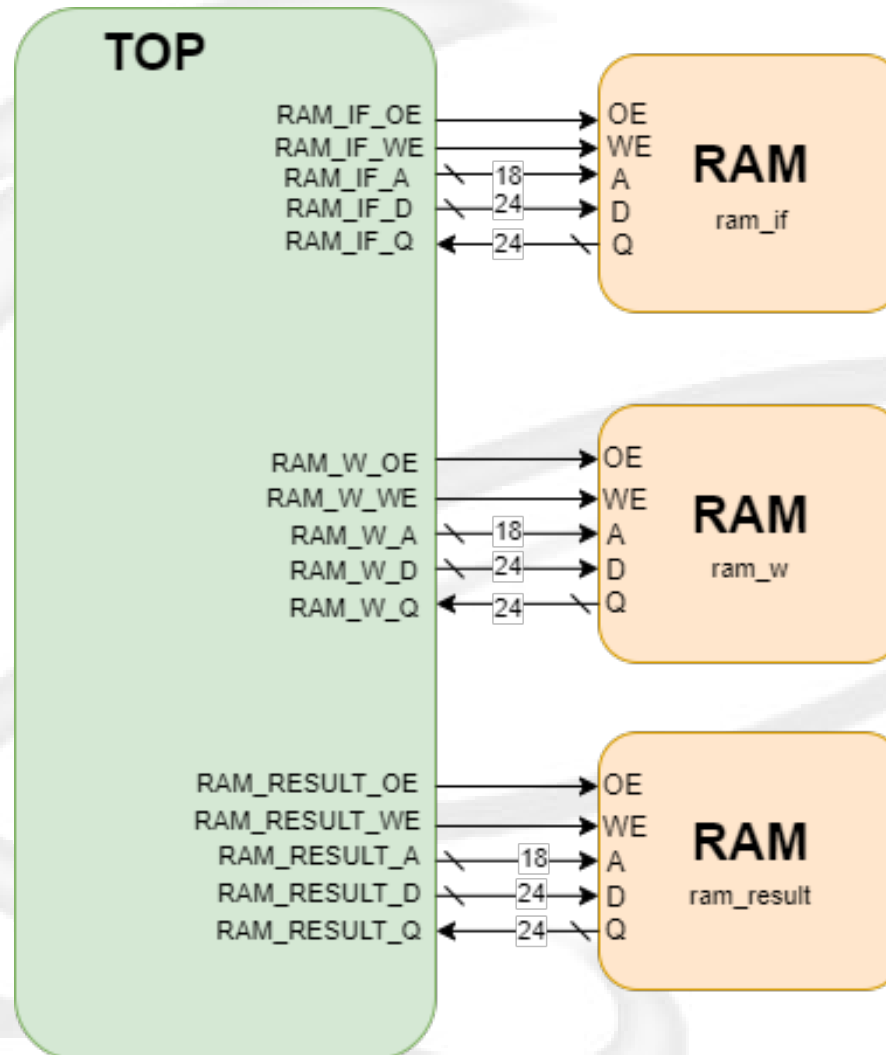 TOP
RAM_IF_OE
OE
RAM_IF_WE
WE
RAM_IF_A
18
A
RAM_IF_D
24
D
RAM_IF_Q
24
Q
RAM
ram_if
RAM_W_OE
OE
RAM_W_WE
WE
RAM_W_A
18
A
RAM_W_D
24
D
RAM_W_Q
24
Q
RAM
ram_w
RAM_RESULT_OE
OE
RAM_RESULT_WE
WE
RAM_RESULT_A
18
A
RAM_RESULT_D
24
D
RAM_RESULT_Q
24
Q
RAM
ram_result